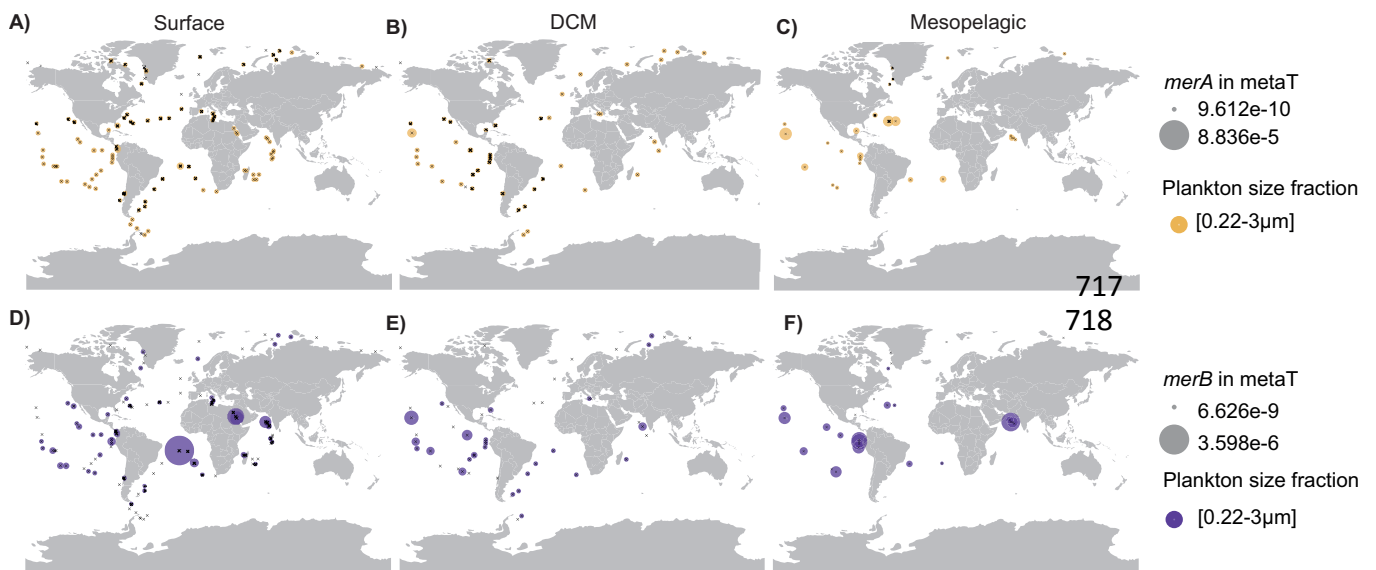 A)
Surface
B)
DCM
C)
Mesopelagic
merA in metaT
9.612e-10
8.836e-5
Plankton size fraction
[0.22-3µm]
717
718
D)
E)
F)
merB in metaT
6.626e-9
3.598e-6
Plankton size fraction
[0.22-3µm]